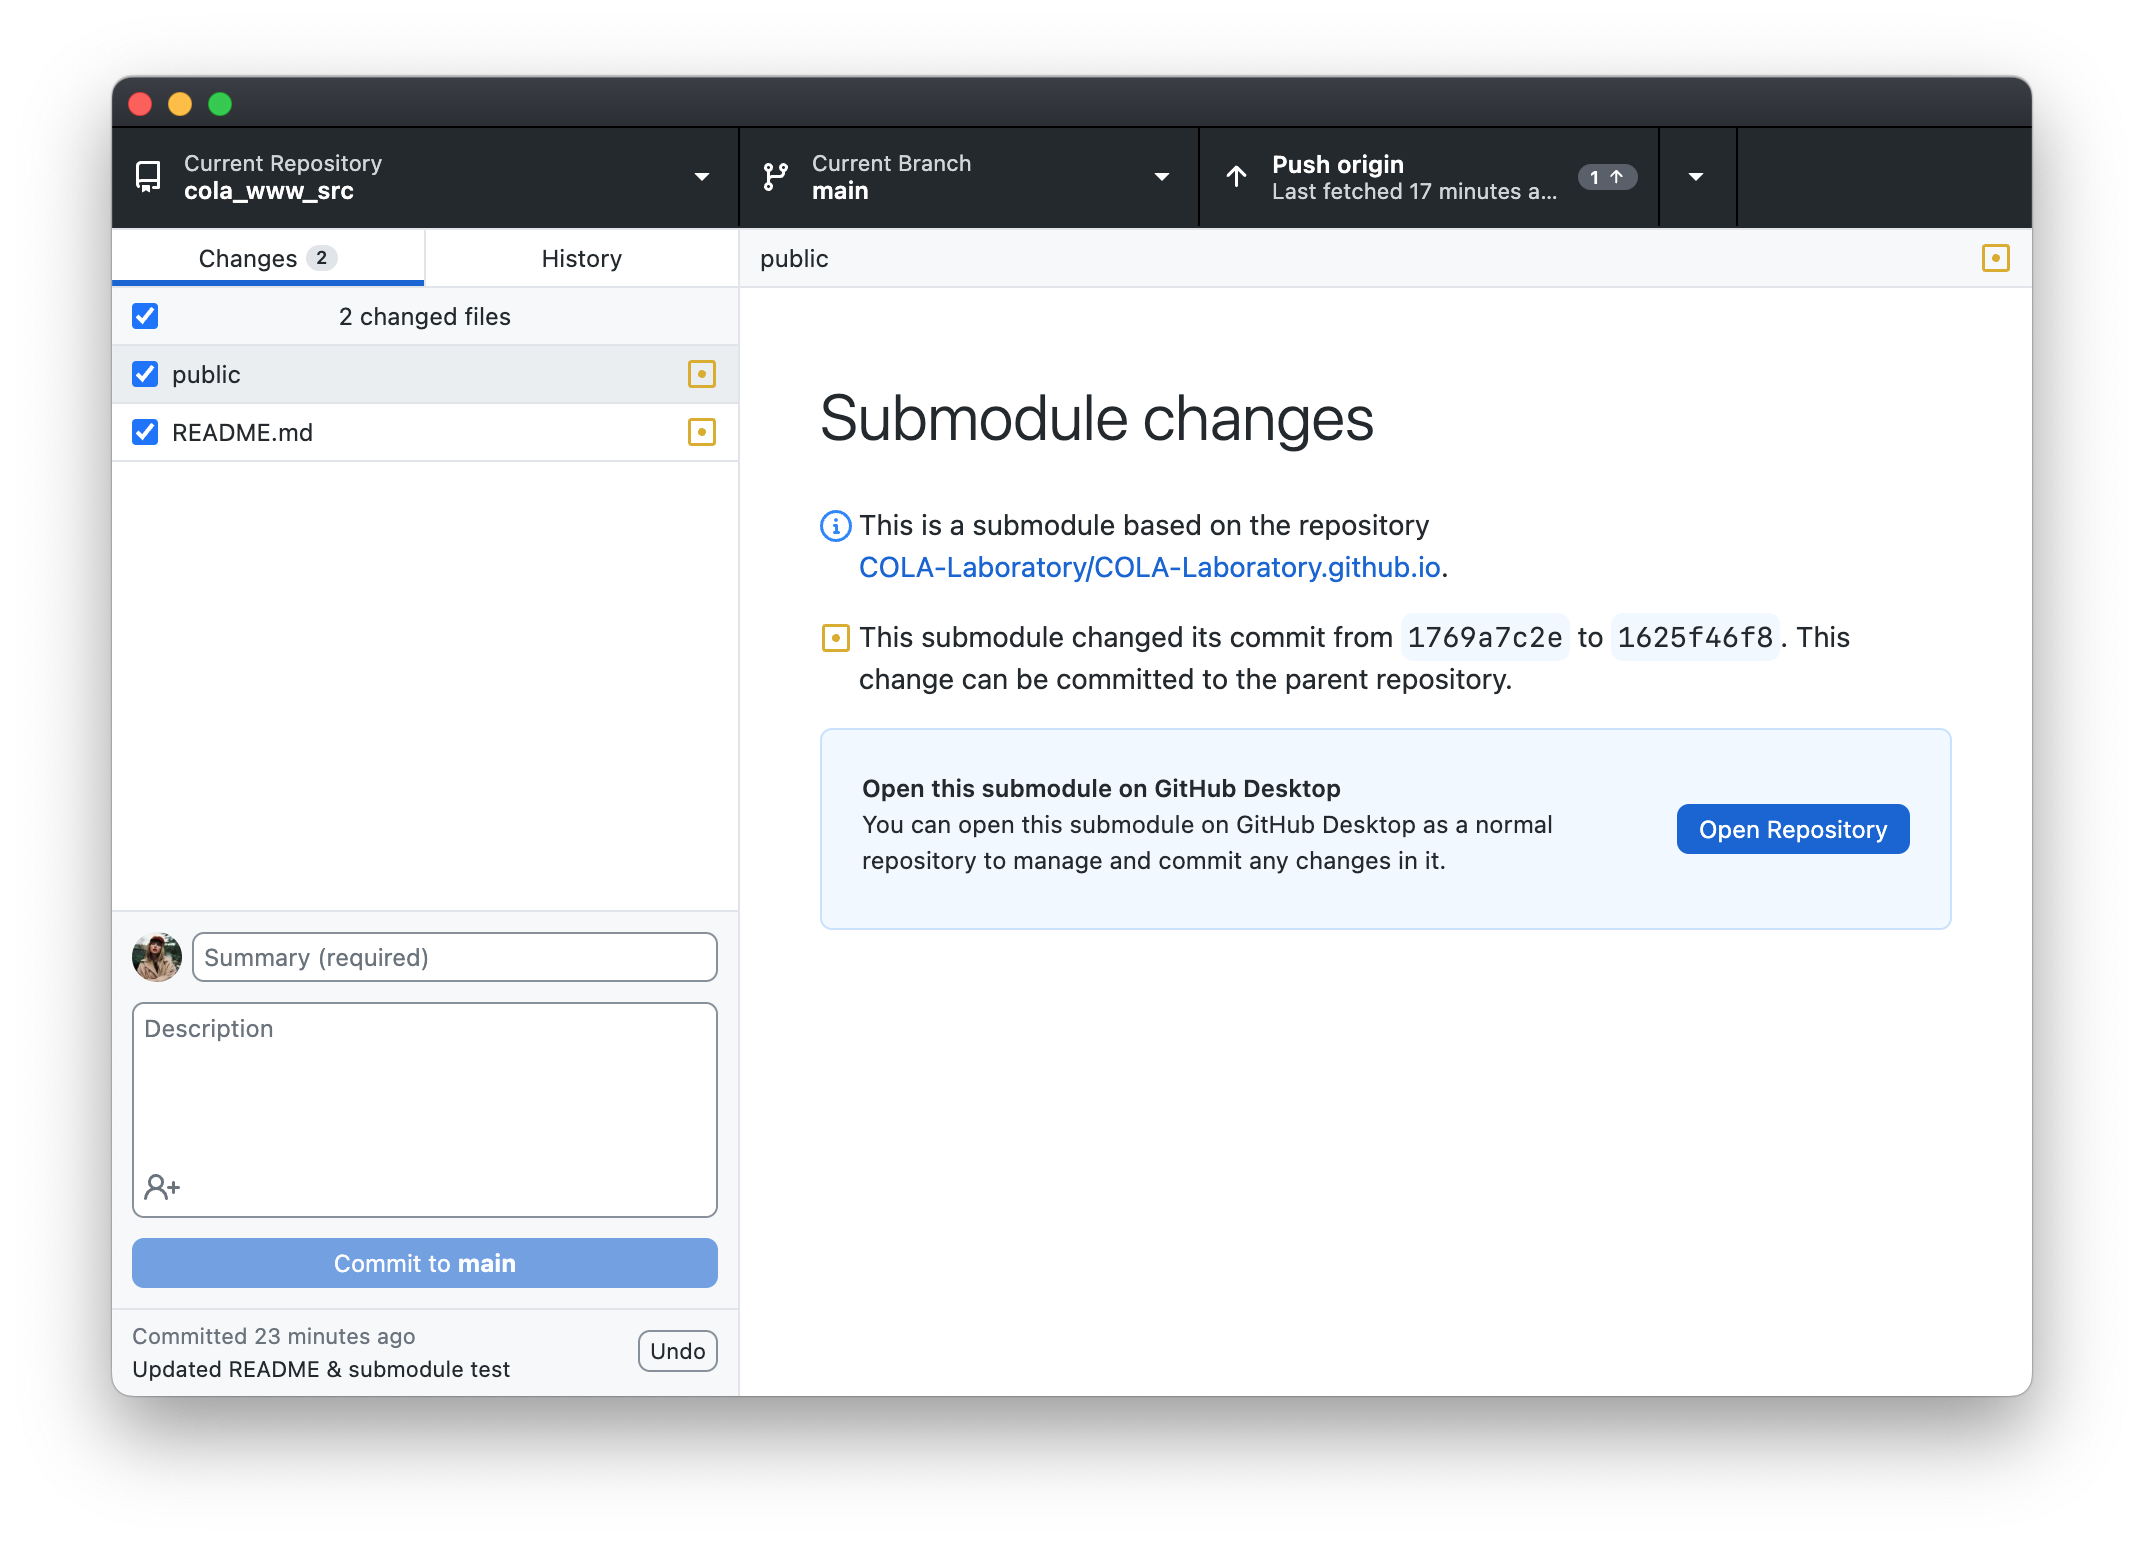 Current Repository
cola_www_src
Current Branch
main
Push origin
Last fetched 17 minutes a...
1
Changes 2
History
public
2 changed files
public
README.md
Submodule changes
This is a submodule based on the repository
COLA-Laboratory/COLA-Laboratory.github.io.
This submodule changed its commit from 1769a7c2e to 1625f46f8. This
change can be committed to the parent repository.
Open this submodule on GitHub Desktop
You can open this submodule on GitHub Desktop as a normal
repository to manage and commit any changes in it.
Open Repository
Summary (required)
Description
Commit to main
Committed 23 minutes ago
Updated README & submodule test
Undo